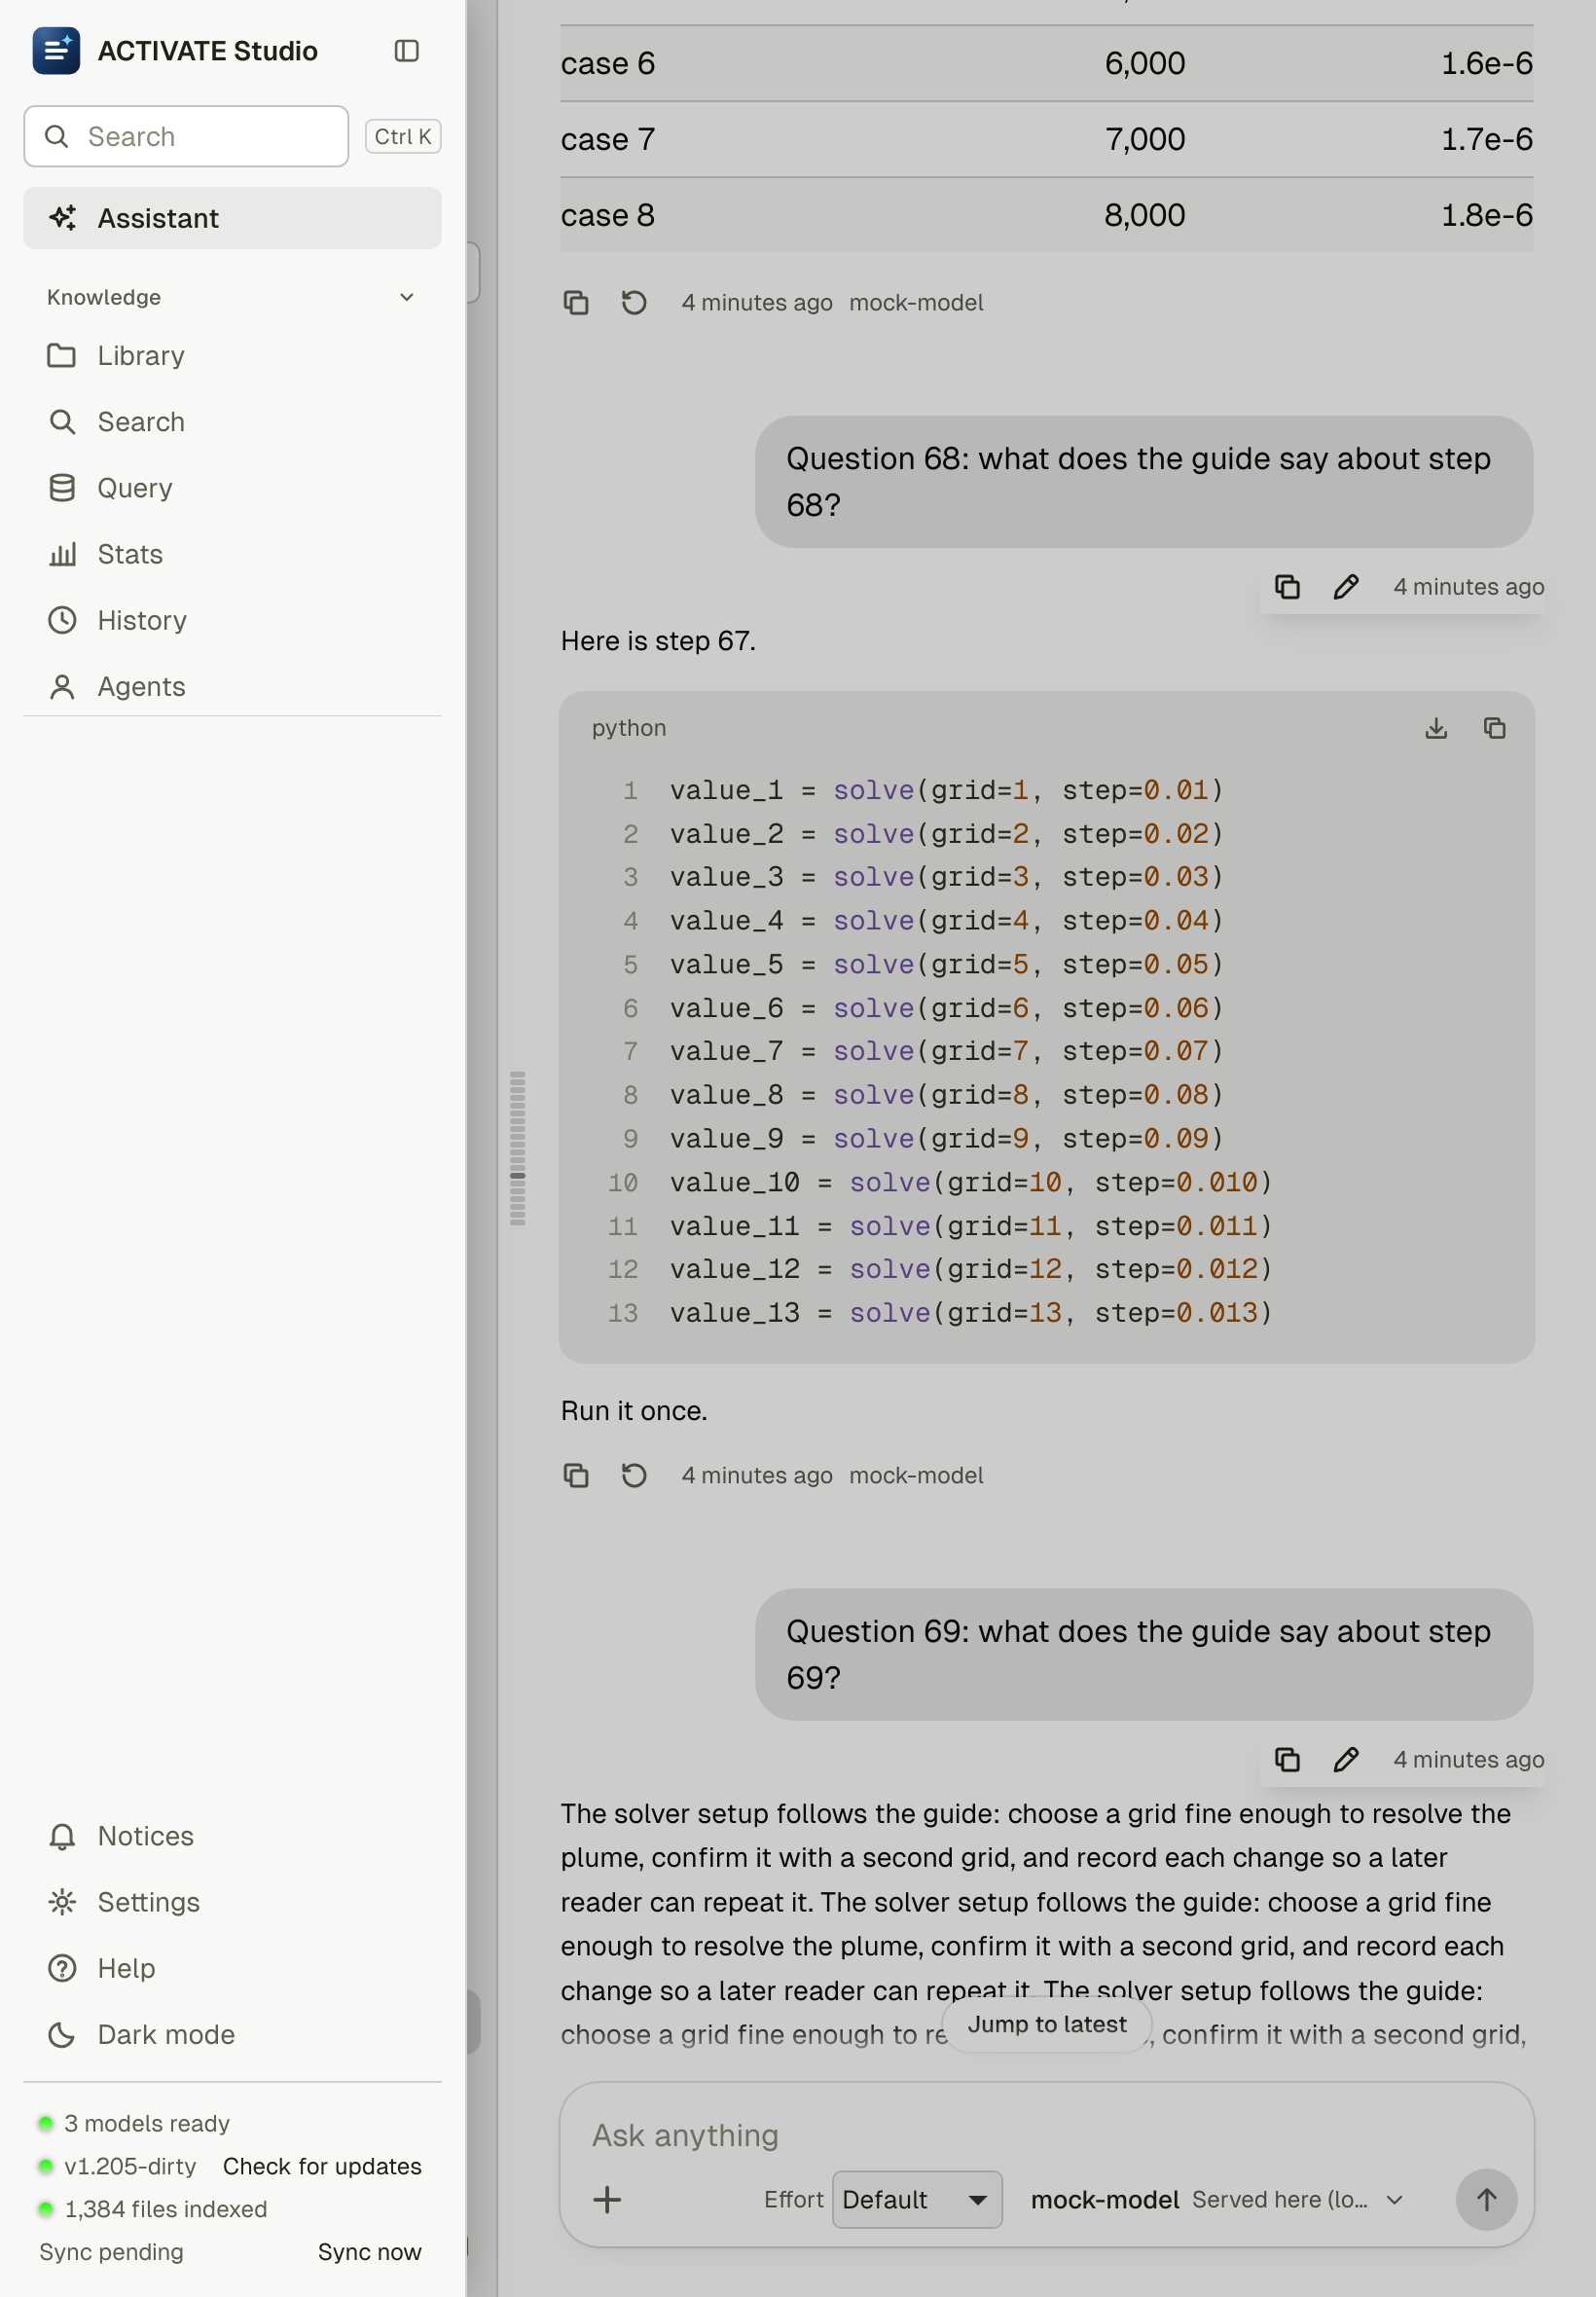 ACTIVATE Studio
Search
Ctrl K
Assistant
Knowledge
Library
Search
Query
Stats
History
Agents
Notices
Settings
Help
Dark mode
3 models ready
v1.205-dirty Check for updates
1,384 files indexed
Sync pending Sync now
case 6 6,000 1.6e-6
case 7 7,000 1.7e-6
case 8 8,000 1.8e-6
4 minutes ago mock-model
Question 68: what does the guide say about step
68?
4 minutes ago
Here is step 67.
python
1 value_1 = solve(grid=1, step=0.01)
2 value_2 = solve(grid=2, step=0.02)
3 value_3 = solve(grid=3, step=0.03)
4 value_4 = solve(grid=4, step=0.04)
5 value_5 = solve(grid=5, step=0.05)
6 value_6 = solve(grid=6, step=0.06)
7 value_7 = solve(grid=7, step=0.07)
8 value_8 = solve(grid=8, step=0.08)
9 value_9 = solve(grid=9, step=0.09)
10 value_10 = solve(grid=10, step=0.010)
11 value_11 = solve(grid=11, step=0.011)
12 value_12 = solve(grid=12, step=0.012)
13 value_13 = solve(grid=13, step=0.013)
Run it once.
4 minutes ago mock-model
Question 69: what does the guide say about step
69?
4 minutes ago
The solver setup follows the guide: choose a grid fine enough to resolve the
plume, confirm it with a second grid, and record each change so a later
reader can repeat it. The solver setup follows the guide: choose a grid fine
enough to resolve the plume, confirm it with a second grid, and record each
change so a later reader can repeat it. The solver setup follows the guide:
choose a grid fine enough to , confirm it with a second grid,
Jump to latest
Ask anything
Effort Default mock-model Served here (lo...